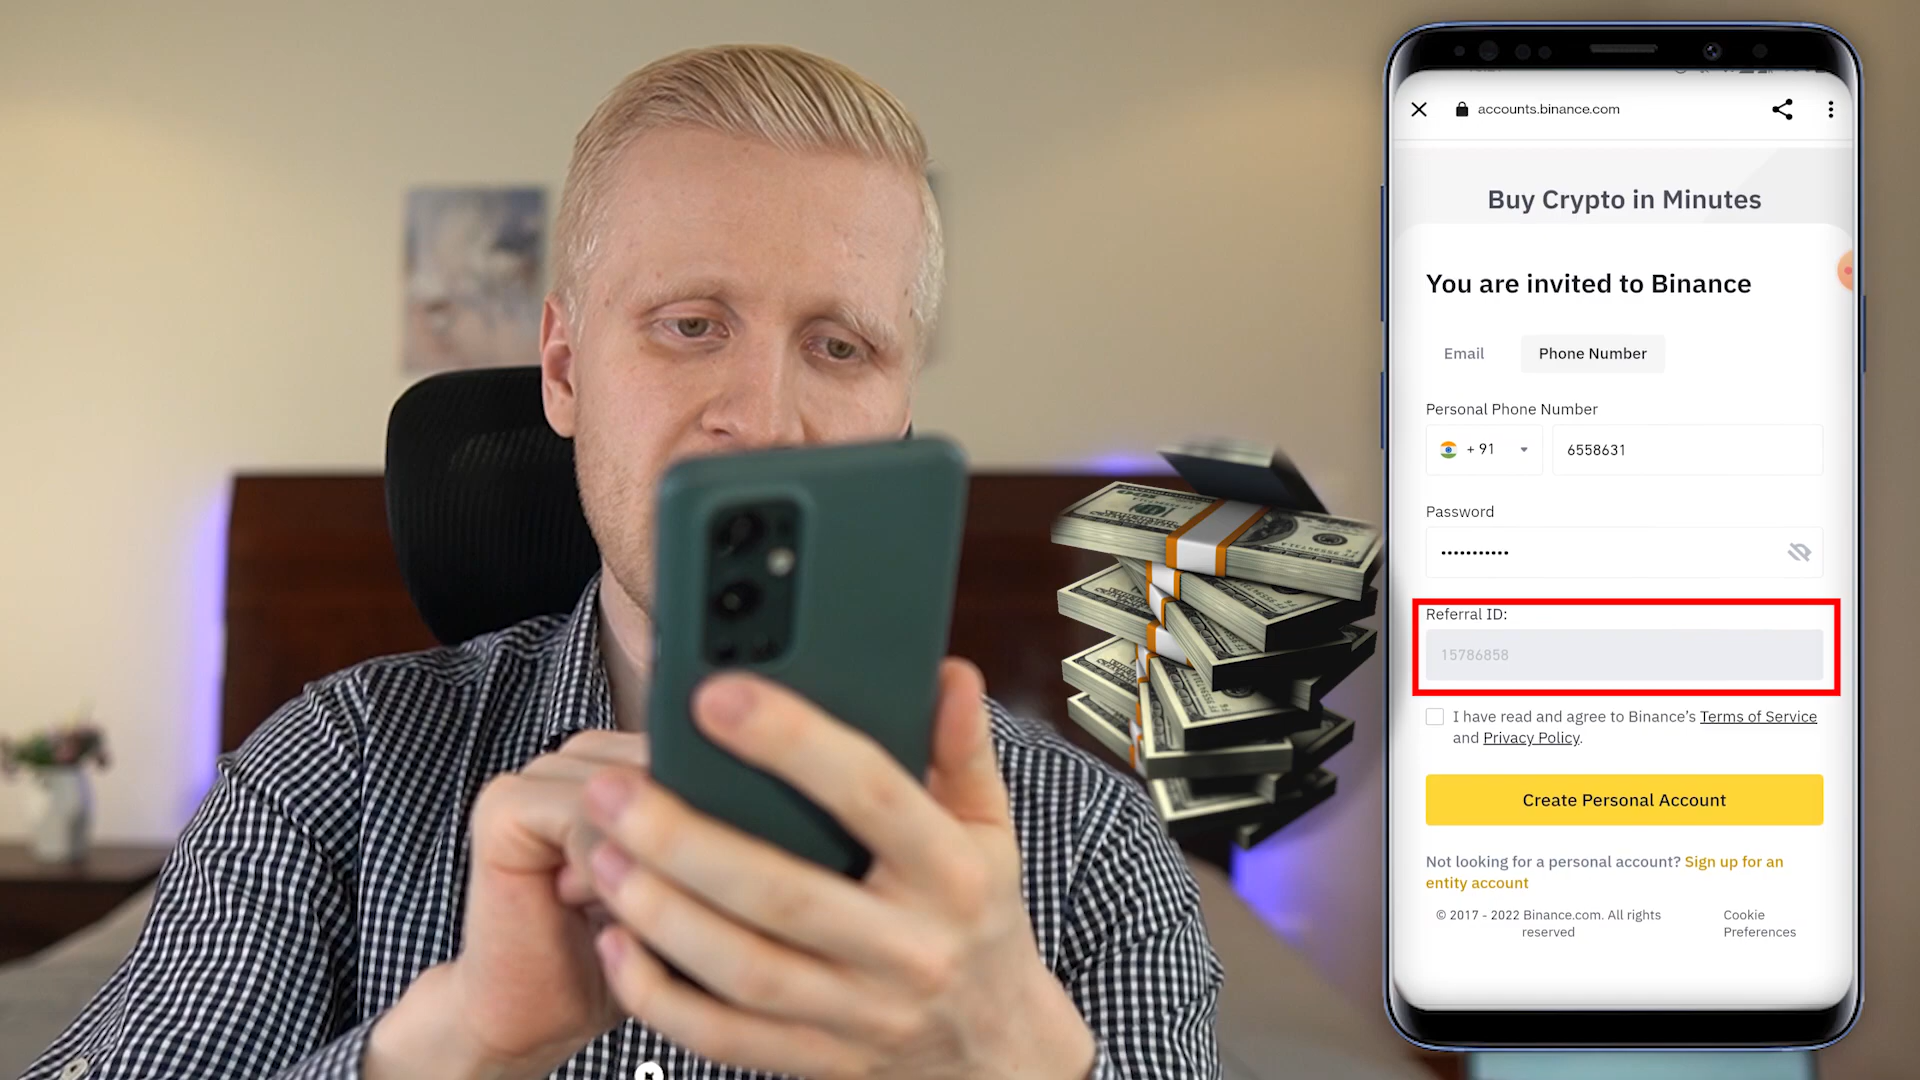 accounts.binance.com
Buy Crypto in Minutes
You are invited to Binance
Email Phone Number
Personal Phone Number
+ 91 6558631
Password
Referral ID:
15786858
I have read and agree to Binance's Terms of Service
and Privacy Policy.
Create Personal Account
Not looking for a personal account? Sign up for an
entity account
© 2017 - 2022 Binance.com. All rights
reserved
Cookie
Preferences